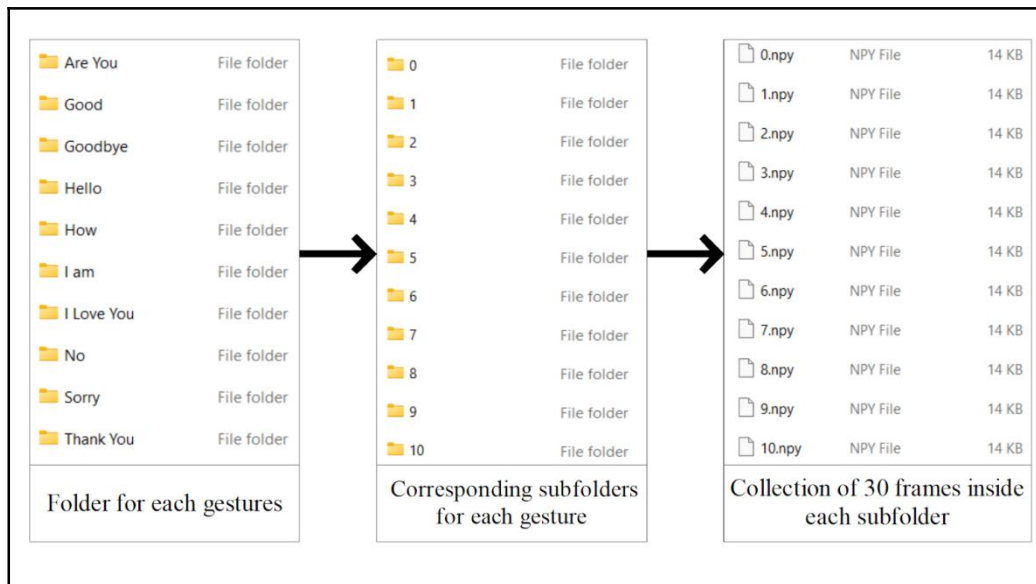 Are You File folder
Good File folder
Goodbye File folder
Hello File folder
How File folder
I am File folder
I Love You File folder
No File folder
Sorry File folder
Thank You File folder
Folder for each gestures
0 File folder
1 File folder
2 File folder
3 File folder
4 File folder
5 File folder
6 File folder
7 File folder
8 File folder
9 File folder
10 File folder
Corresponding subfolders
for each gesture
0.npy NPY File 14 KB
1.npy NPY File 14 KB
2.npy NPY File 14 KB
3.npy NPY File 14 KB
4.npy NPY File 14 KB
5.npy NPY File 14 KB
6.npy NPY File 14 KB
7.npy NPY File 14 KB
8.npy NPY File 14 KB
9.npy NPY File 14 KB
10.npy NPY File 14 KB
Collection of 30 frames inside
each subfolder